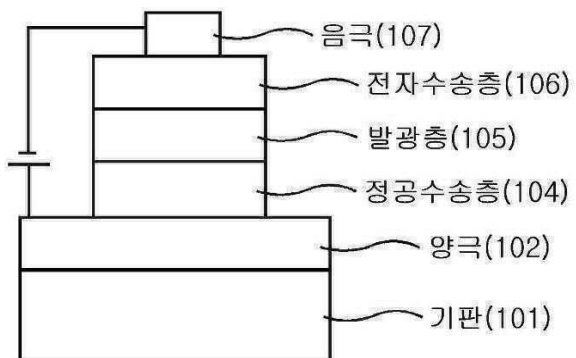 음극(107)
전자수송층(106)
발광층(105)
정공수송층(104)
양극(102)
기판(101)